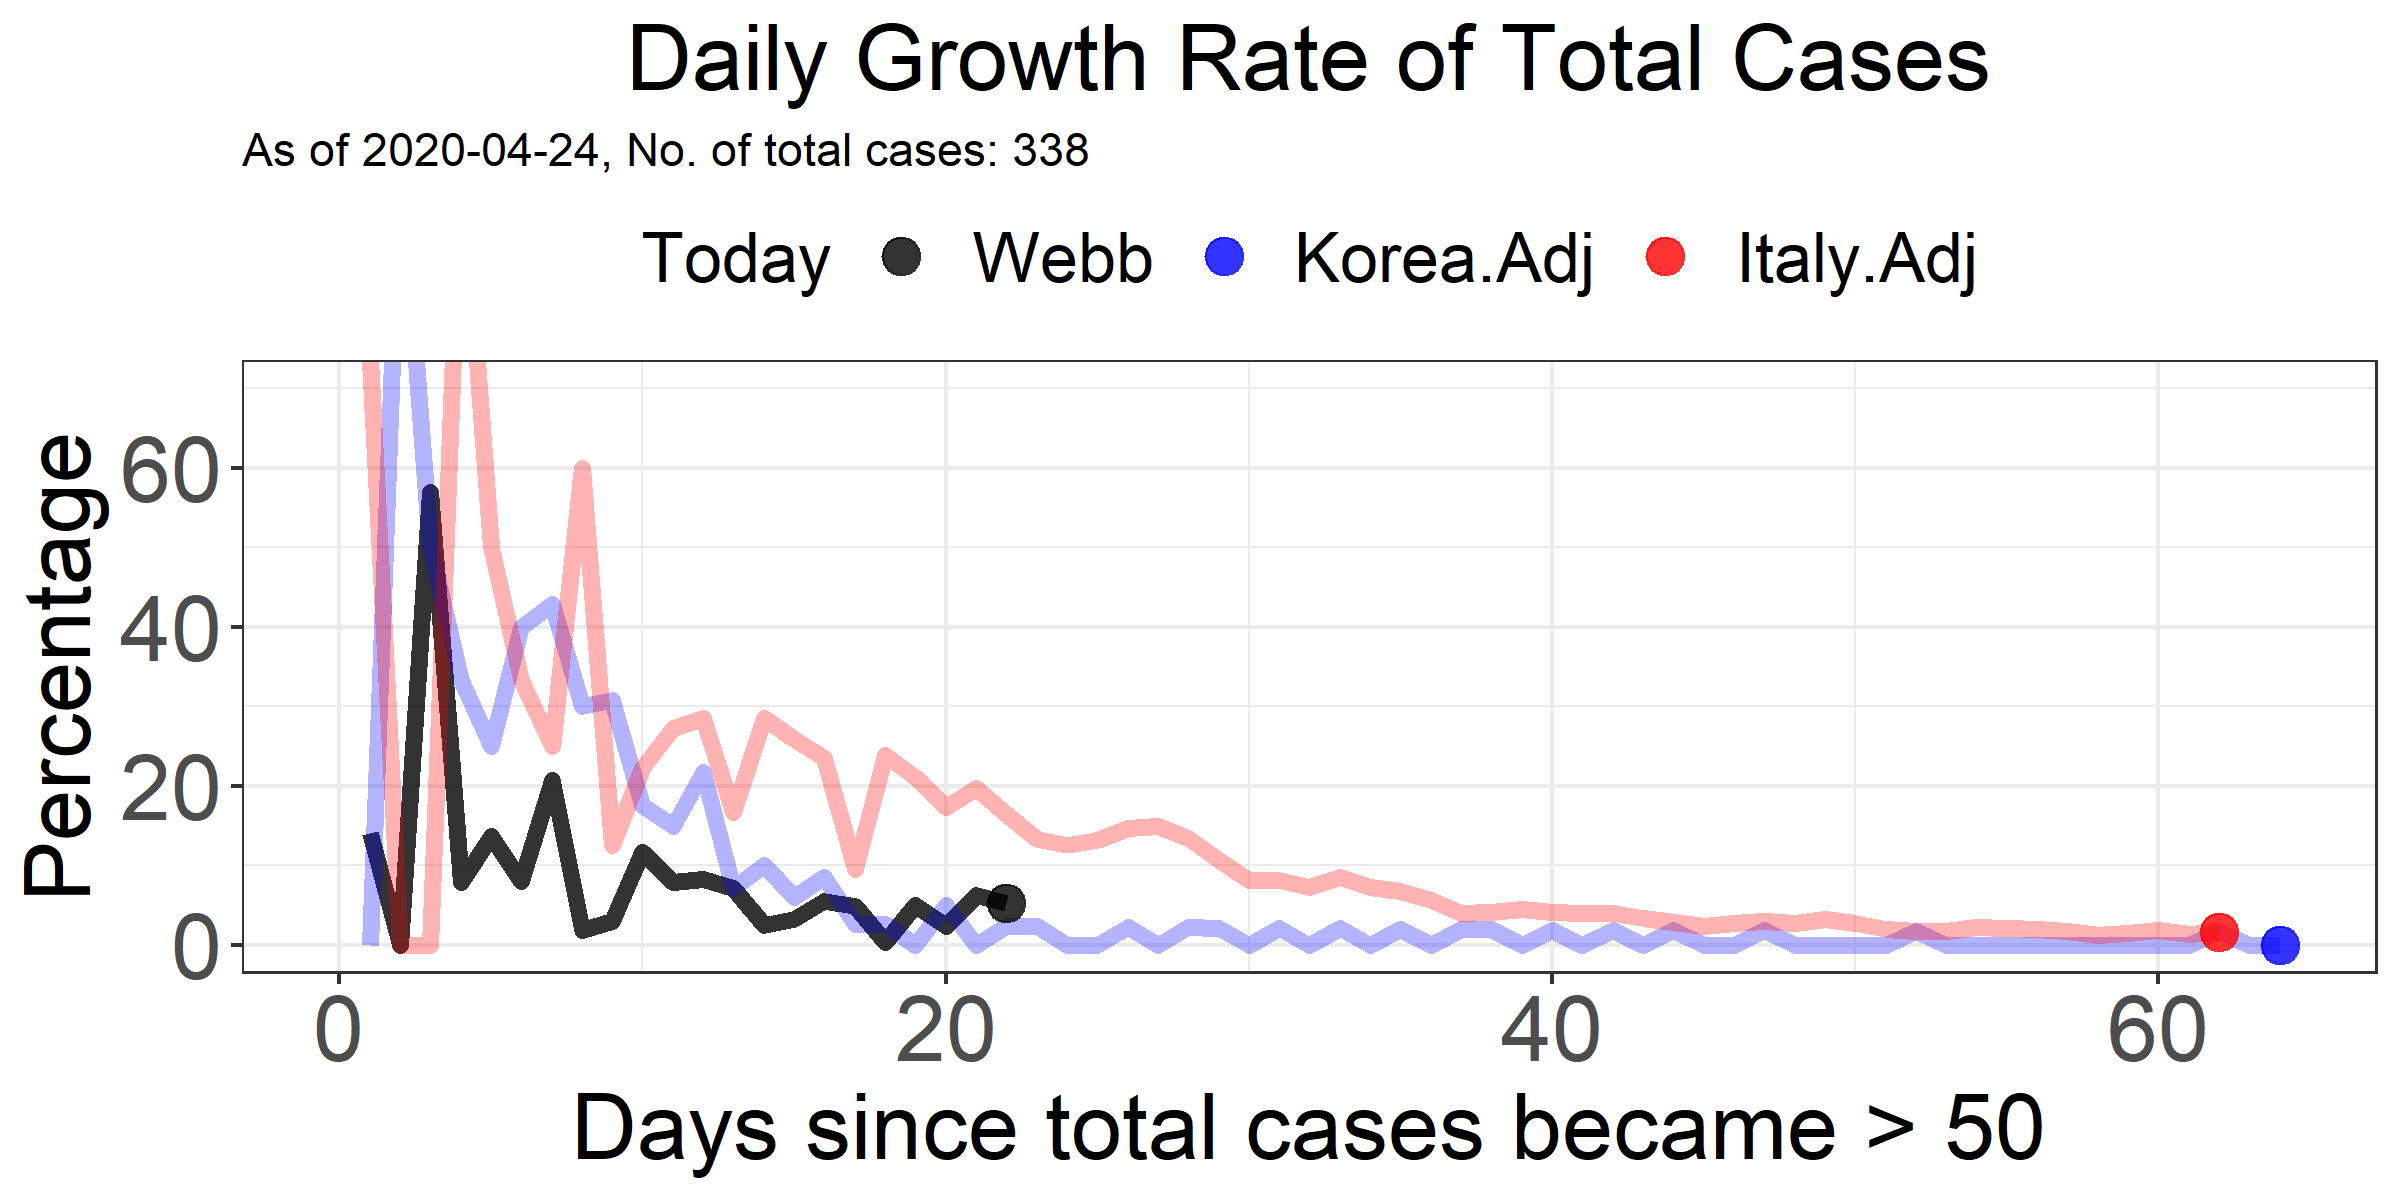 Daily Growth Rate of Total Cases
As of 2020-04-24, No. of total cases: 338
Today Webb Korea.Adj Italy.Adj
Percentage
60
40
20
0
0 20 40 60
Days since total cases became > 50